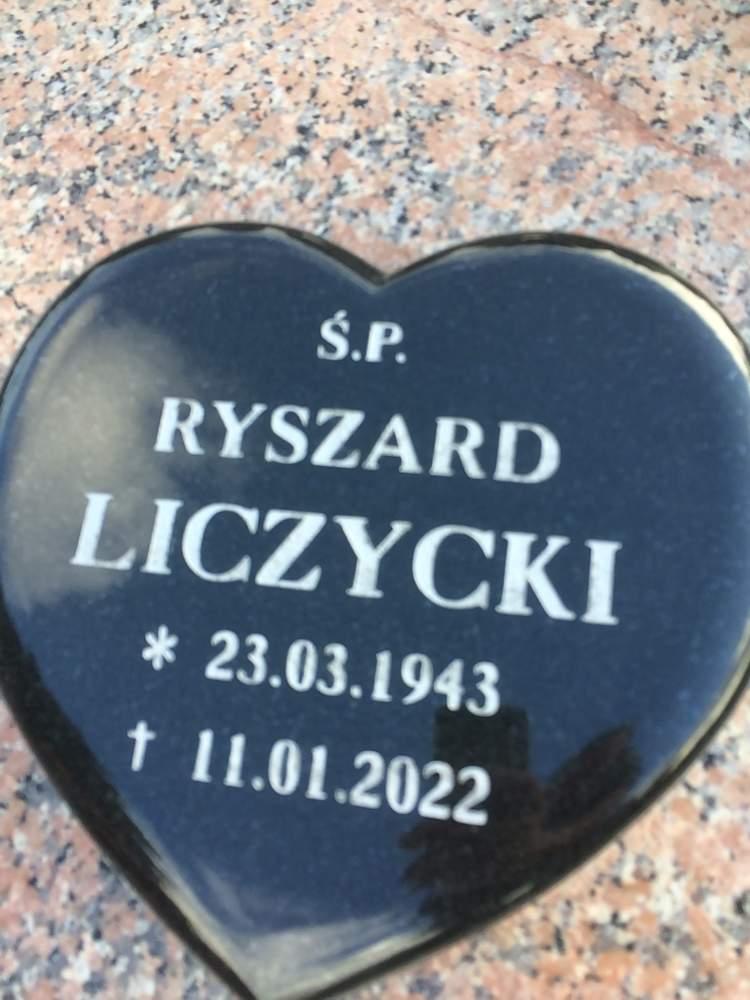 Ś.P.
RYSZARD
LICZYCKI
* 23.03.1943
† 11.01.2022